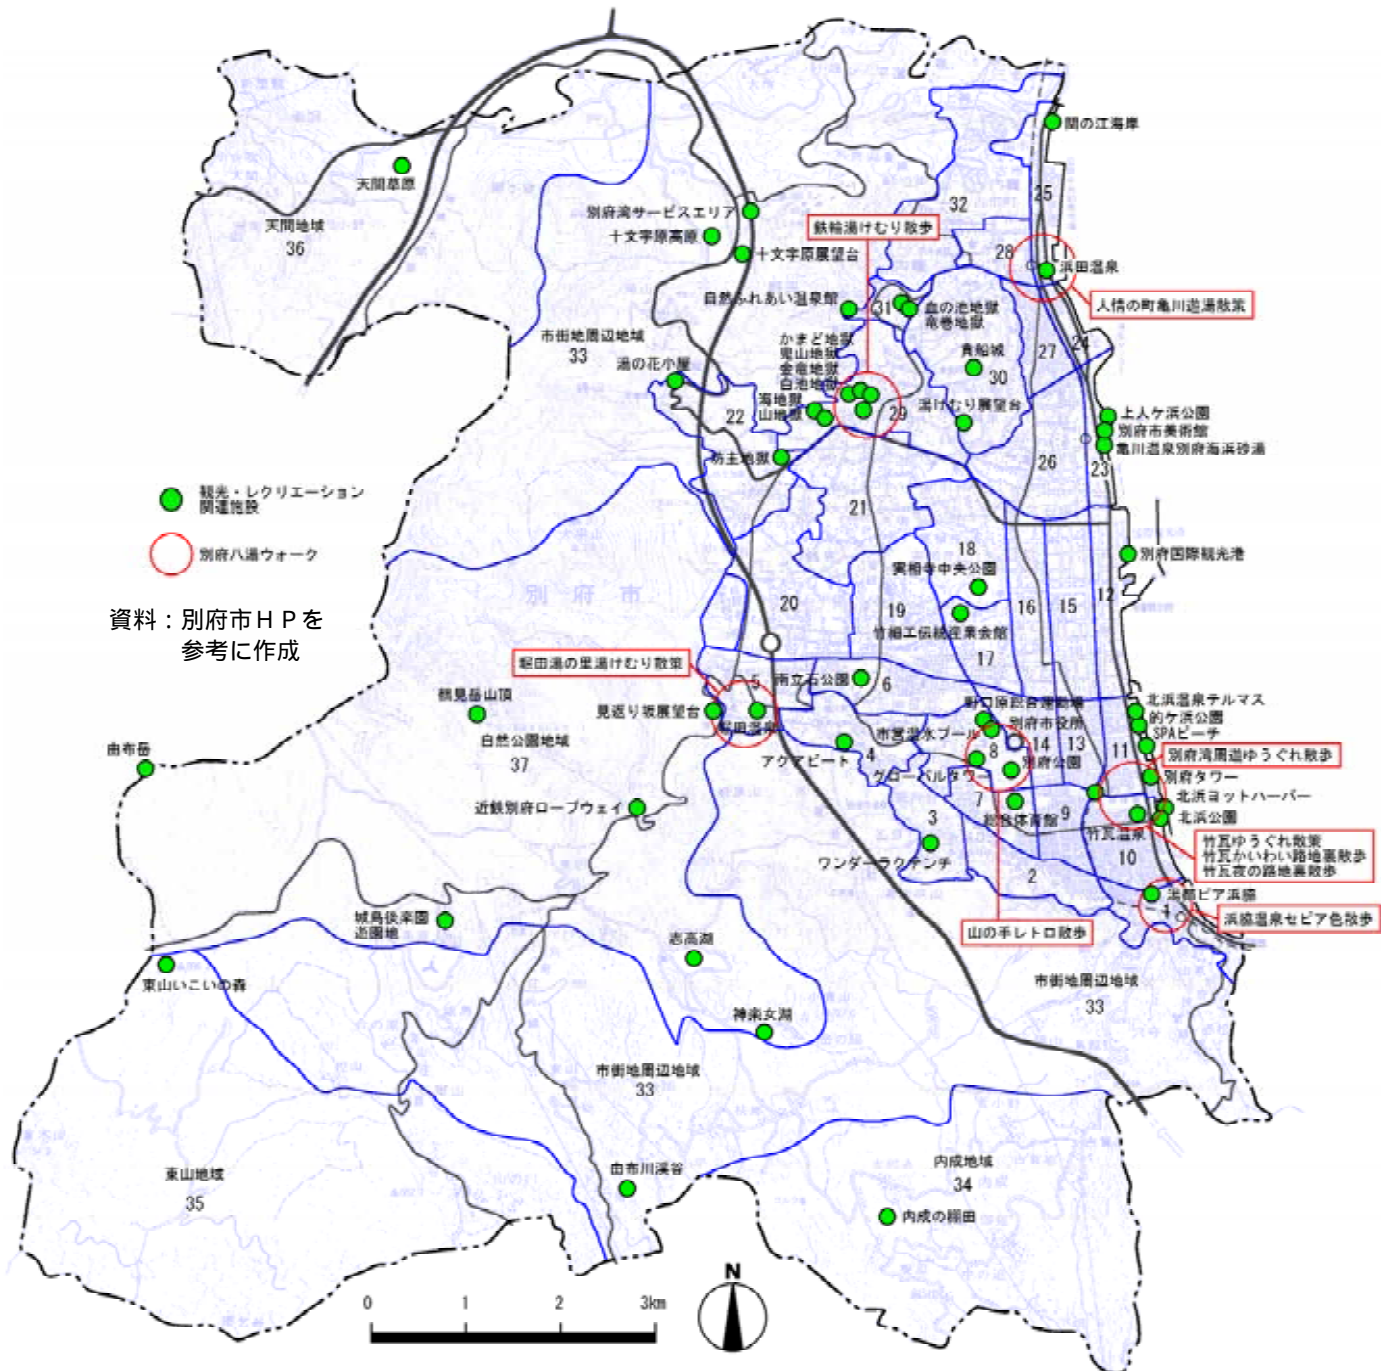 関の江海岸
25
天間草原
天間地域
36
別府湾サービスエリア
十文字原高原
十文字原展望台
鉄輪湯けむり散歩
32
28
浜田温泉
人情の町亀川遊湯散策
自然ふれあい温泉館
31
血の池地獄
竜巻地獄
27
24
市街地周辺地域
33
湯の花小屋
かまど地獄
鬼山地獄
金竜地獄
白池地獄
海地獄
山地獄
貴船城
30
湯けむり展望台
29
22
坊主地獄
上人ケ浜公園
別府市美術館
亀川温泉別府海浜砂湯
26
23
21
観光・レクリエーション
関連施設
別府八湯ウォーク
資料：別府市ＨＰを
参考に作成
別府市
別府国際観光港
18
実相寺中央公園
竹細工伝統産業会館
20
19
16
15
12
17
堀田湯の里湯けむり散策
南立石公園
6
5
見返り坂展望台
堀田温泉
鶴見岳山頂
自然公園地域
37
由布岳
近鉄別府ロープウェイ
アクアビート
4
野口原総合運動場
別府市役所
市営温水プール
8
14
13
別府公園
グローバルタワー
7
総合体育館
9
11
北浜温泉テルマス
的ケ浜公園
SPAビーチ
別府湾周遊ゆうぐれ散歩
別府タワー
北浜ヨットハーバー
北浜公園
竹瓦温泉
竹瓦ゆうぐれ散策
竹瓦かいわい路地裏散歩
竹瓦夜の路地裏散歩
3
ワンダーラクテンチ
2
10
湯都ピア浜脇
1
浜脇温泉セピア色散歩
山の手レトロ散歩
城島後楽園
遊園地
東山いこいの森
志高湖
神楽女湖
市街地周辺地域
33
市街地周辺地域
33
東山地域
35
由布川渓谷
内成地域
34
内成の棚田
0 1 2 3km
N